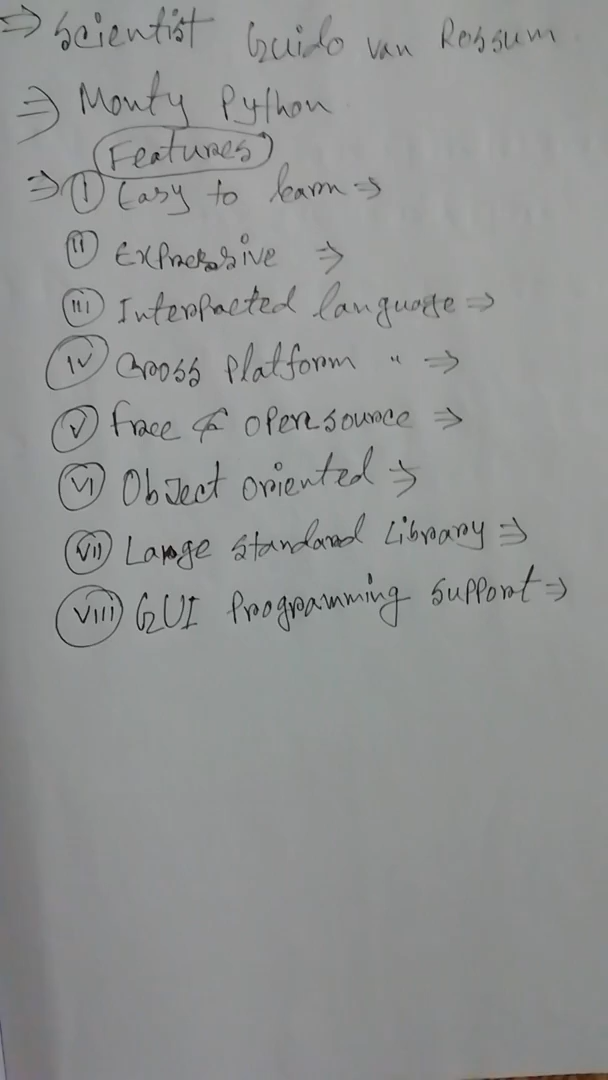 ⇒ Scientist Guido van Rossum
⇒ Monty Python
Features
⇒ (i) Easy to learn ⇒
(ii) Expressive ⇒
(iii) Interpreted language ⇒
(iv) Cross Platform " ⇒
(v) Free & open source ⇒
(vi) Object oriented ⇒
(vii) Large Standard Library ⇒
(viii) GUI Programming Support ⇒